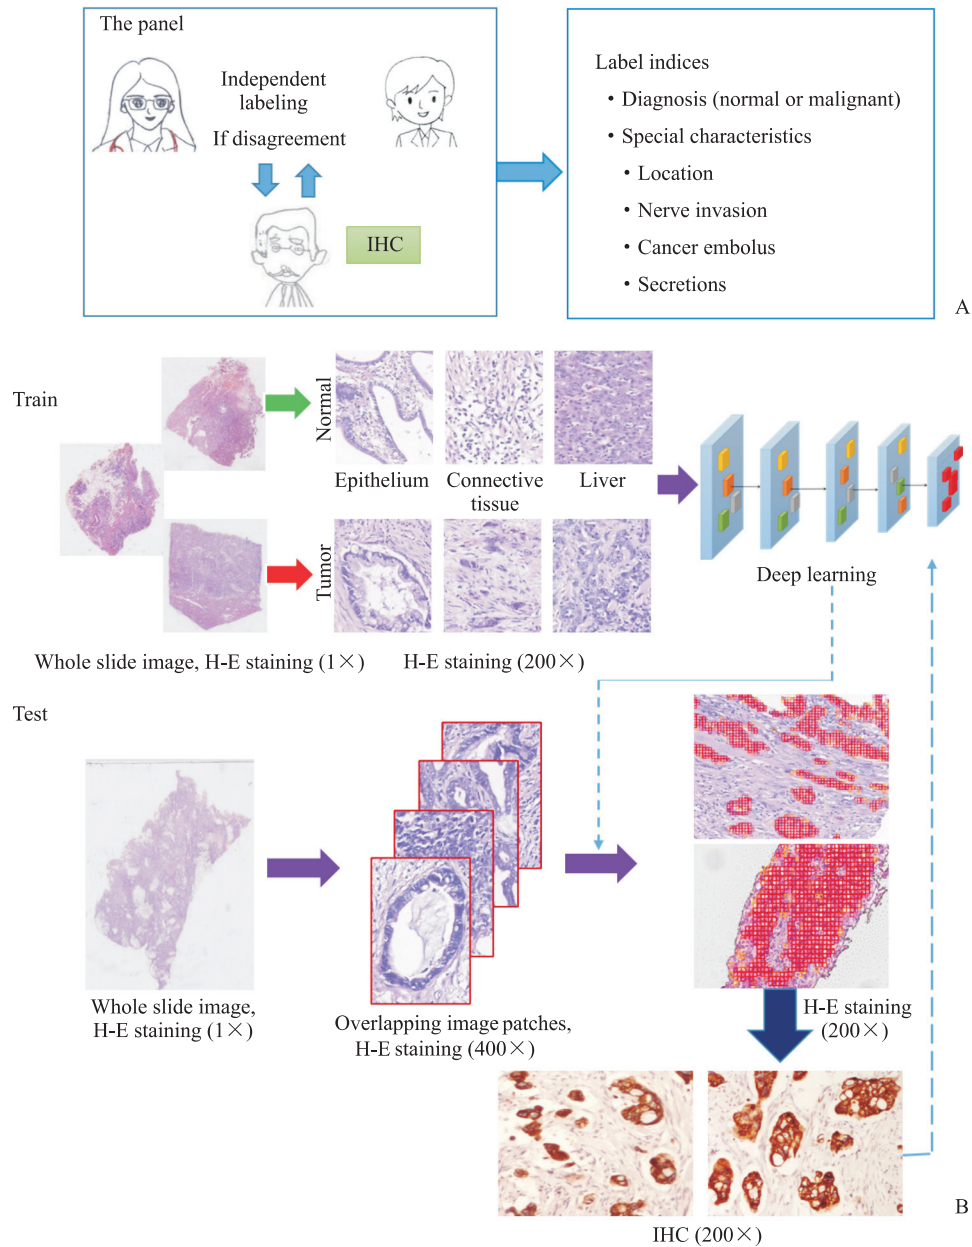 The panel
Independent
labeling
If disagreement
IHC
Label indices
• Diagnosis (normal or malignant)
• Special characteristics
• Location
• Nerve invasion
• Cancer embolus
• Secretions
A
Train
Normal
Epithelium
Connective
tissue
Liver
Tumor
Deep learning
Whole slide image, H-E staining (1×)
H-E staining (200×)
Test
Whole slide image,
H-E staining (1×)
Overlapping image patches,
H-E staining (400×)
H-E staining
(200×)
IHC (200×)
B